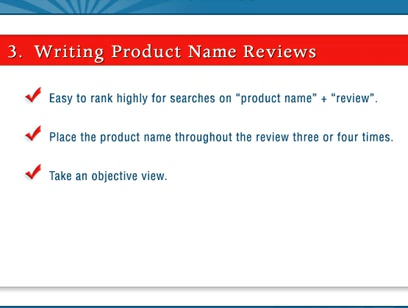 3. Writing Product Name Reviews
Easy to rank highly for searches on "product name" + "review".
Place the product name throughout the review three or four times.
Take an objective view.